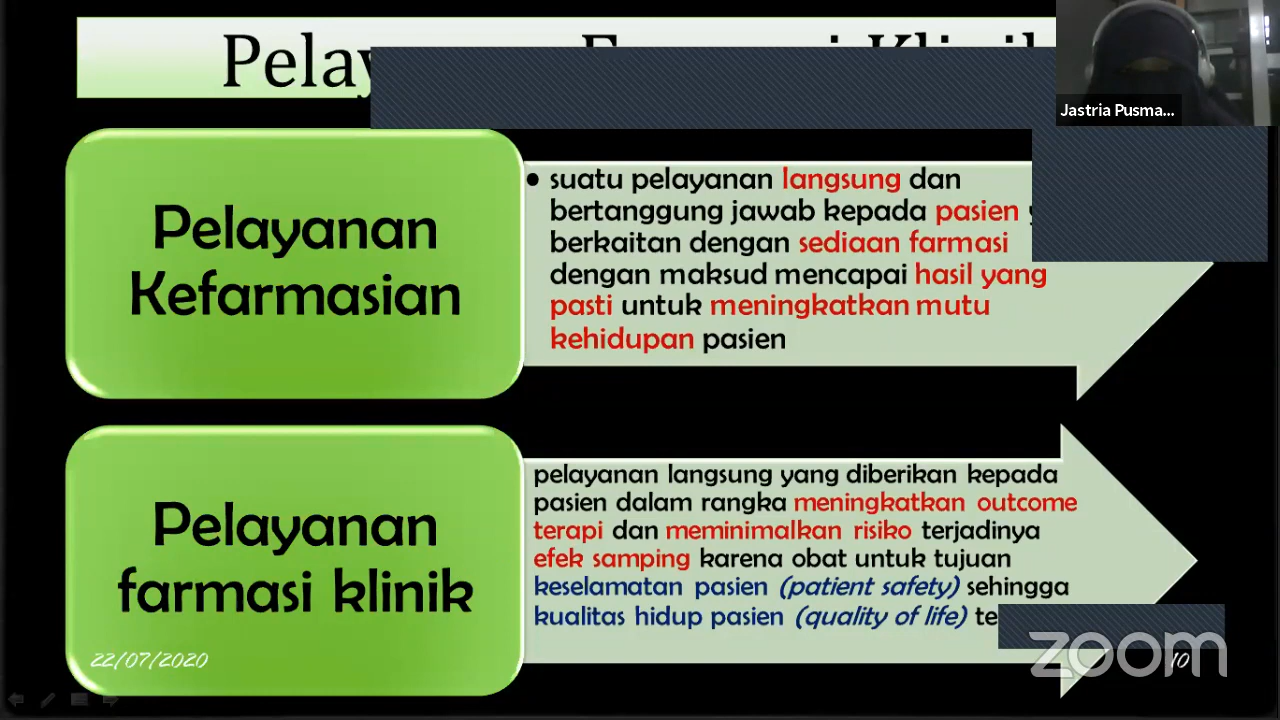 Jastria Pusma...
Pelayanan
Kefarmasian
• suatu pelayanan langsung dan
bertanggung jawab kepada pasien
berkaitan dengan sediaan farmasi
dengan maksud mencapai hasil yang
pasti untuk meningkatkan mutu
kehidupan pasien
Pelayanan
farmasi klinik
pelayanan langsung yang diberikan kepada
pasien dalam rangka meningkatkan outcome
terapi dan meminimalkan risiko terjadinya
efek samping karena obat untuk tujuan
keselamatan pasien (patient safety) sehingga
kualitas hidup pasien (quality of life)
22/07/2020
zoom
10